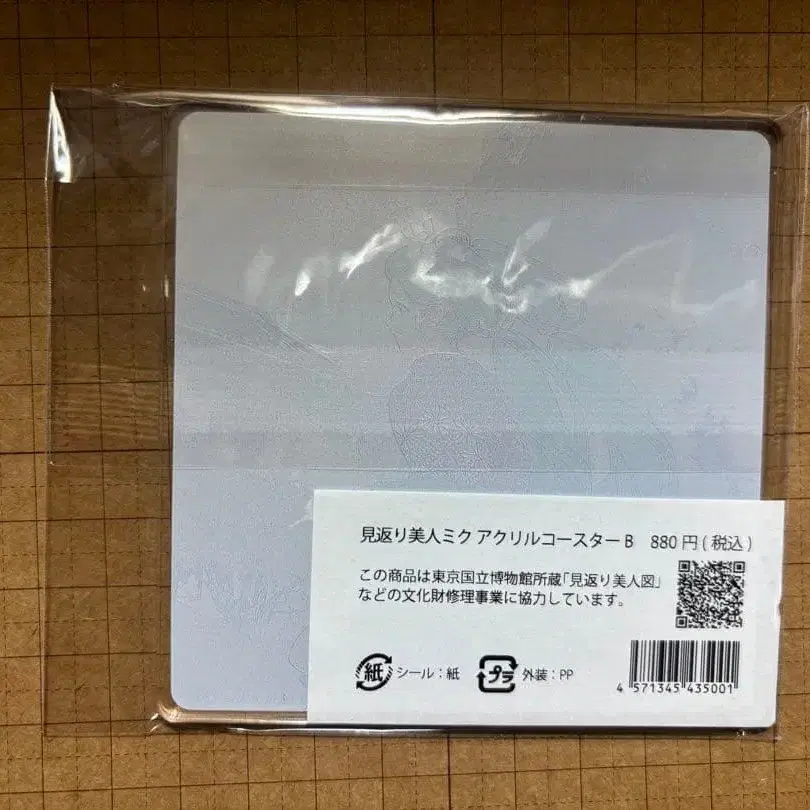 見返り美人ミク アクリルコースター B 880 円 ( 税込 )
この商品は東京国立博物館所蔵「見返り美人図」
などの文化財修理事業に協力しています。
紙 シール：紙 プラ 外装：PP
4 571345 435001